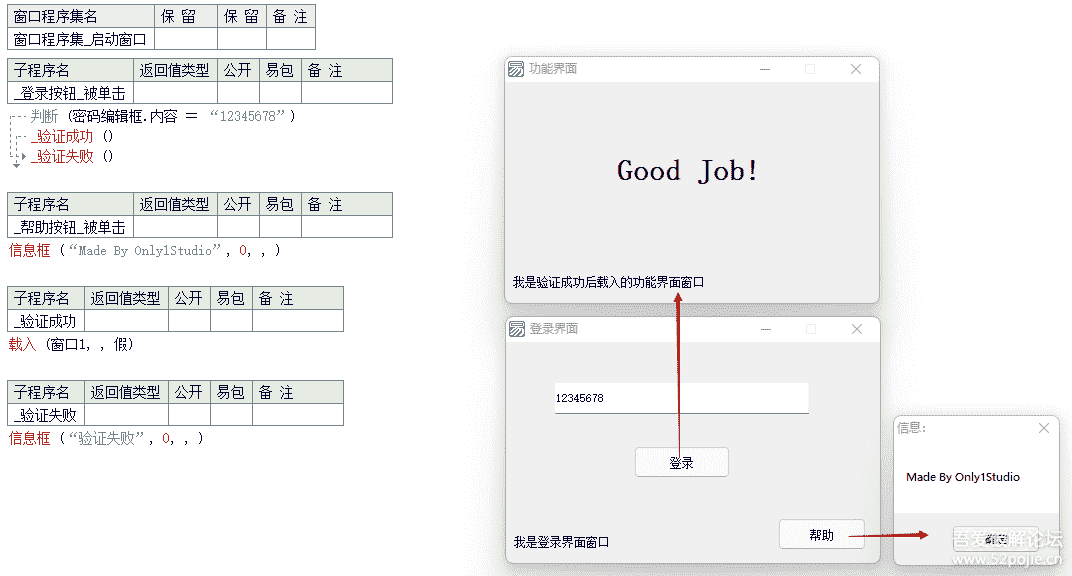 窗口程序集名 保 留 保 留 备 注
窗口程序集_启动窗口
子程序名 返回值类型 公开 易包 备 注
_登录按钮_被单击
判断 (密码编辑框.内容 ＝ “12345678”)
_验证成功 ()
_验证失败 ()
子程序名 返回值类型 公开 易包 备 注
_帮助按钮_被单击
信息框 (“Made By Only1Studio”, 0, , )
子程序名 返回值类型 公开 易包 备 注
_验证成功
载入 (窗口1, , 假)
子程序名 返回值类型 公开 易包 备 注
_验证失败
信息框 (“验证失败”, 0, , )
功能界面
Good Job!
我是验证成功后载入的功能界面窗口
登录界面
12345678
登录
帮助
我是登录界面窗口
信息:
Made By Only1Studio
确定
吾爱破解论坛
www.52pojie.cn